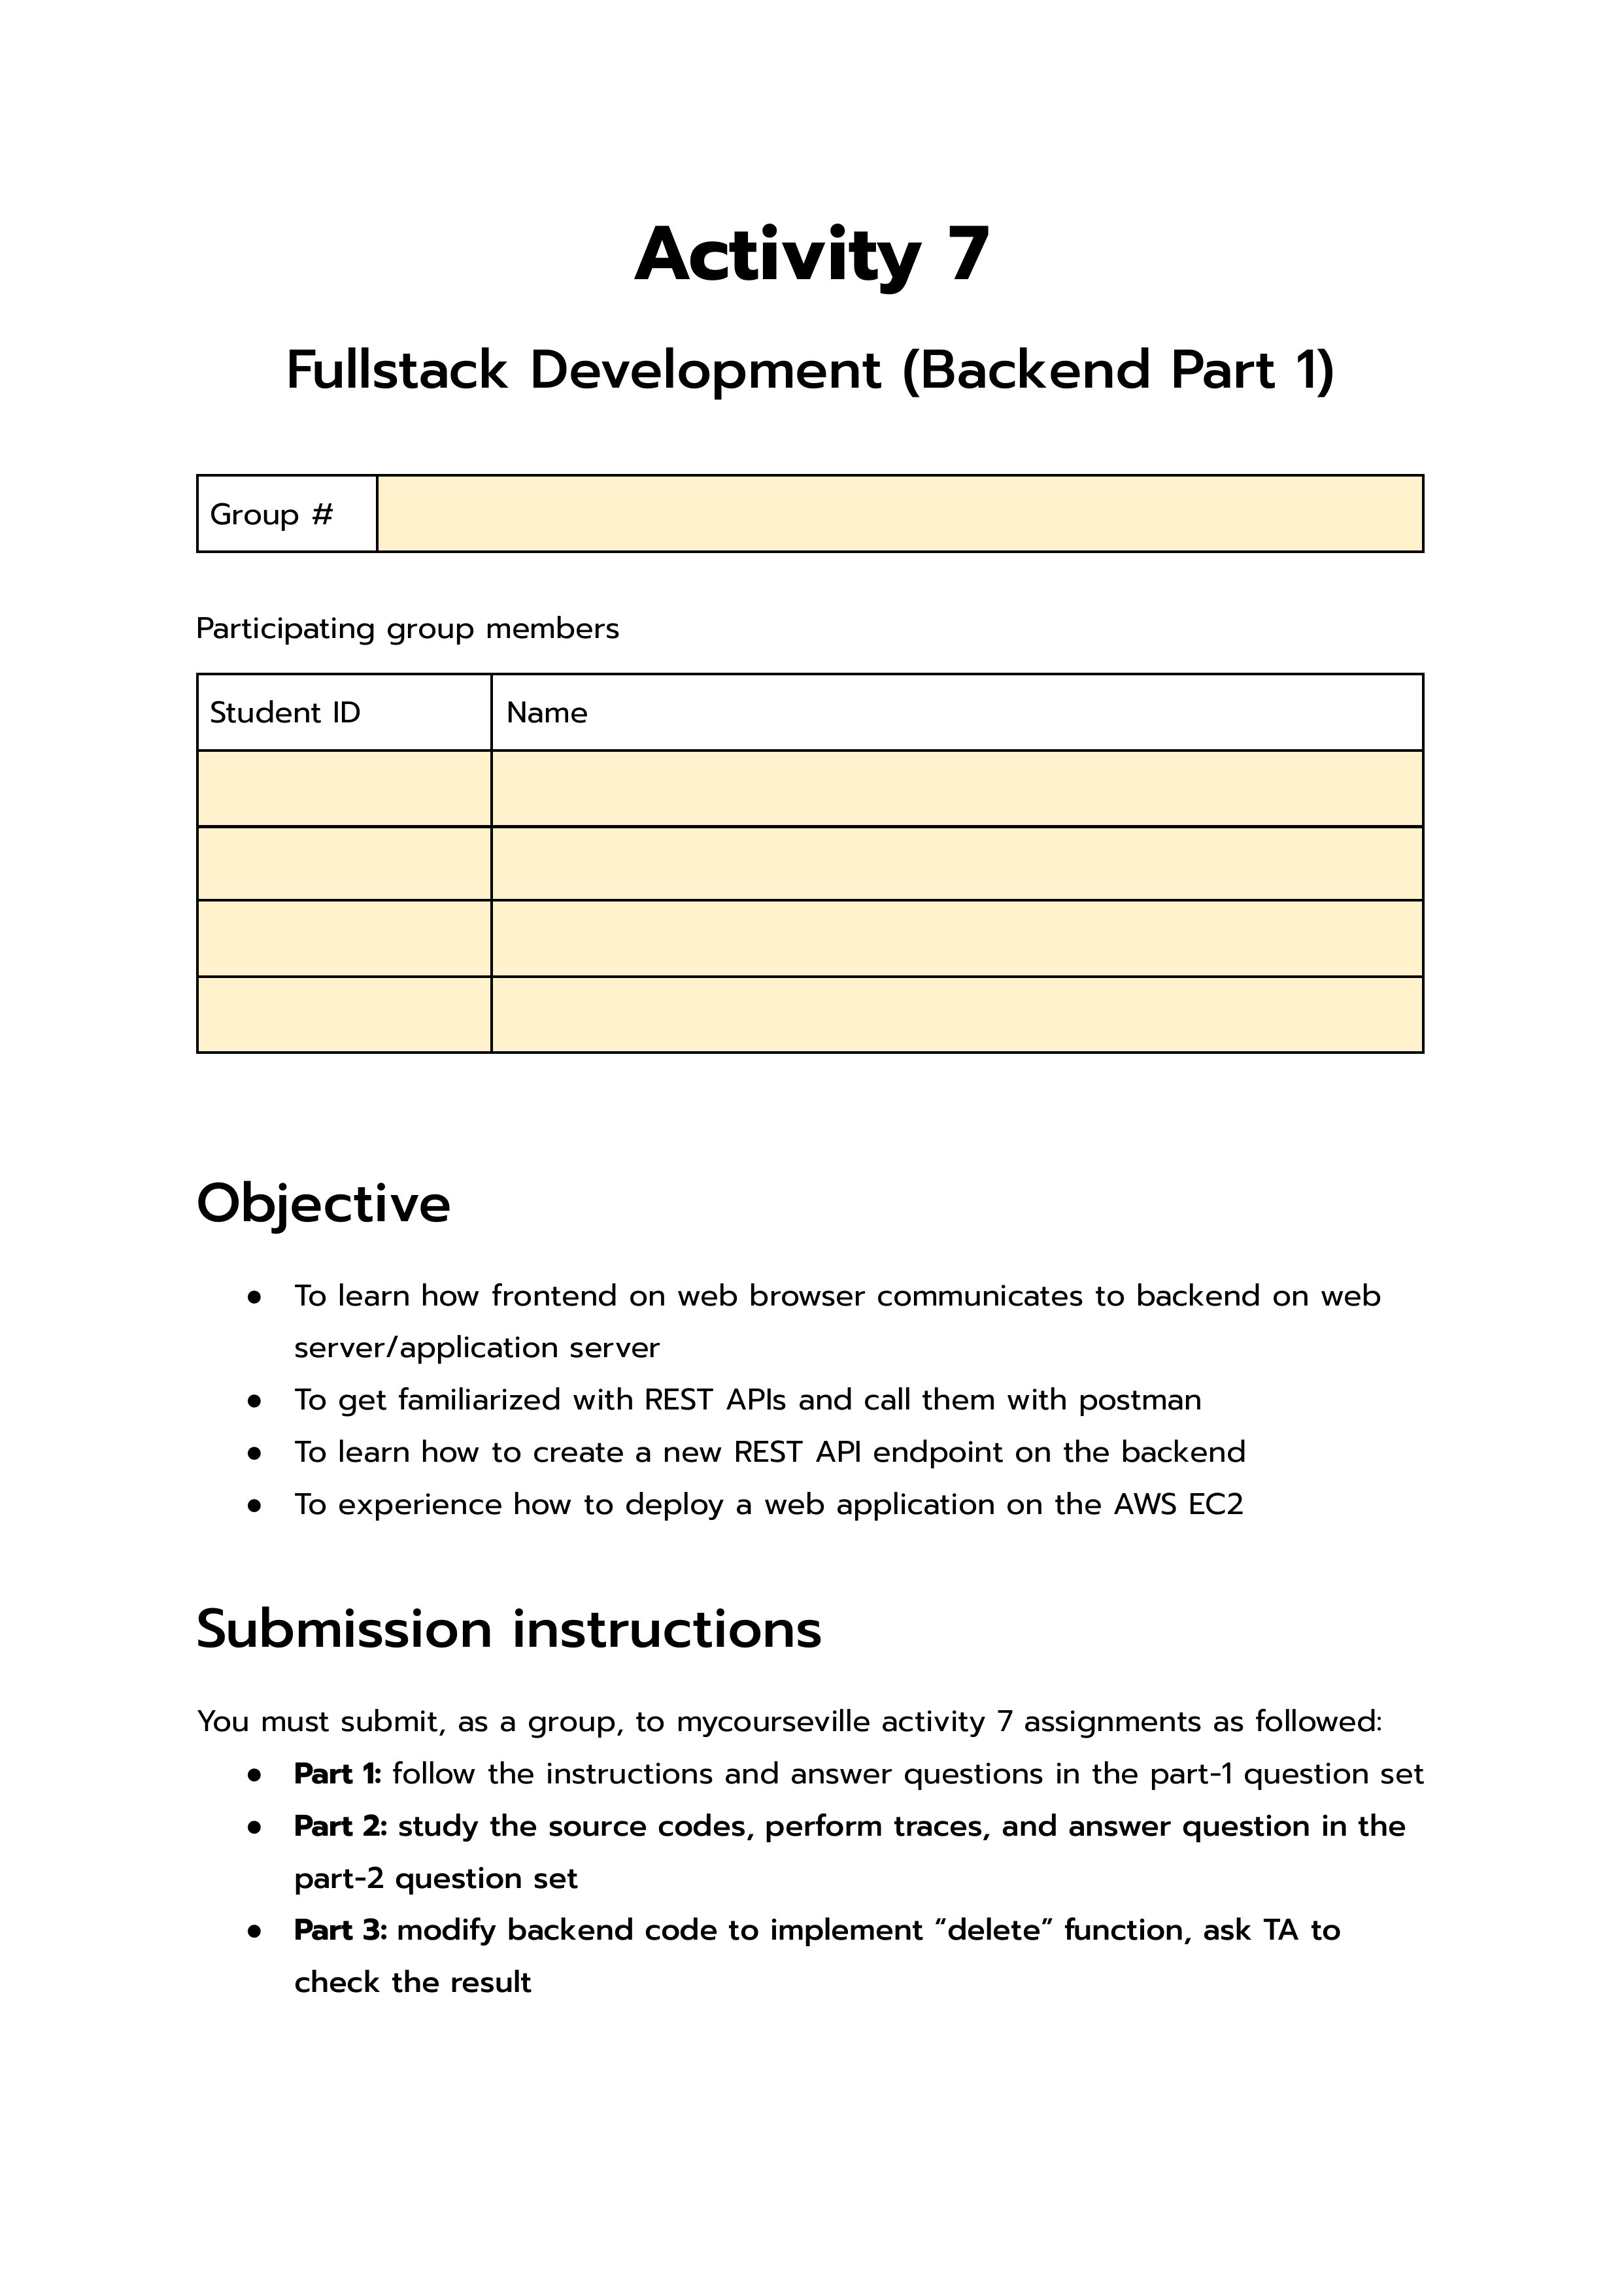 Activity 7
Fullstack Development (Backend Part 1)
Group #
Participating group members
Student ID Name
Objective
● To learn how frontend on web browser communicates to backend on web
server/application server
● To get familiarized with REST APIs and call them with postman
● To learn how to create a new REST API endpoint on the backend
● To experience how to deploy a web application on the AWS EC2
Submission instructions
You must submit, as a group, to mycourseville activity 7 assignments as followed:
● Part 1: follow the instructions and answer questions in the part-1 question set
● Part 2: study the source codes, perform traces, and answer question in the
part-2 question set
● Part 3: modify backend code to implement “delete” function, ask TA to
check the result